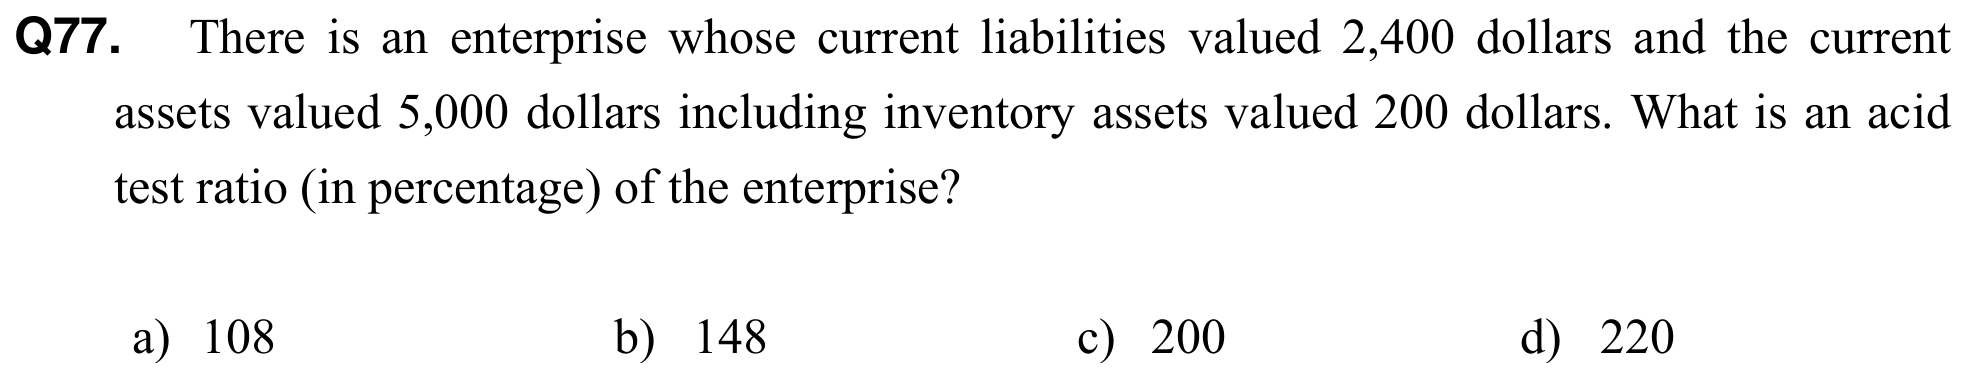 Q77. There is an enterprise whose current liabilities valued 2,400 dollars and the current
assets valued 5,000 dollars including inventory assets valued 200 dollars. What is an acid
test ratio (in percentage) of the enterprise?
a) 108 b) 148 c) 200 d) 220